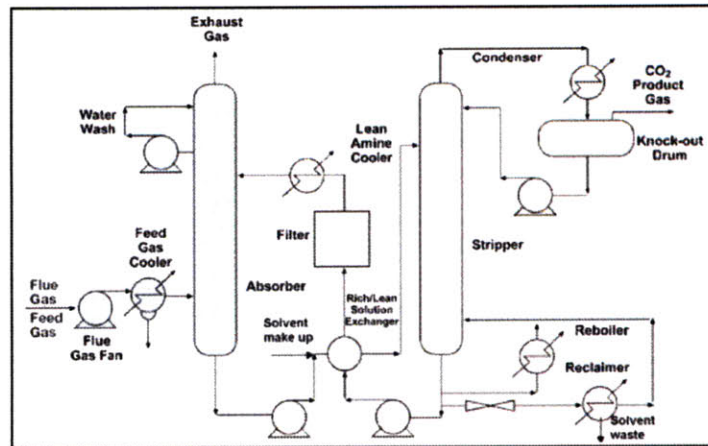 Exhaust
Gas
Water
Wash
Feed
Gas
Cooler
Flue
Gas
Feed
Gas
Flue
Gas Fan
Absorber
Lean
Amine
Cooler
Filter
Rich/Lean
Solution
Exchanger
Solvent
make up
Condenser
CO₂
Product
Gas
Knock-out
Drum
Stripper
Reboiler
Reclaimer
Solvent
waste